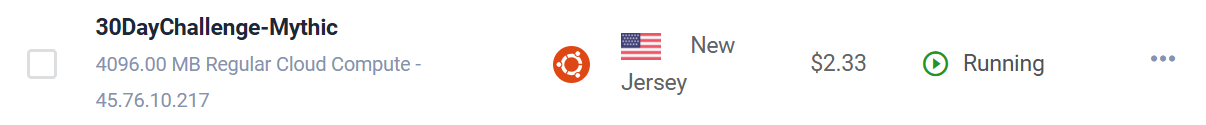 30DayChallenge-Mythic
4096.00 MB Regular Cloud Compute -
45.76.10.217
New
Jersey
$2.33
Running